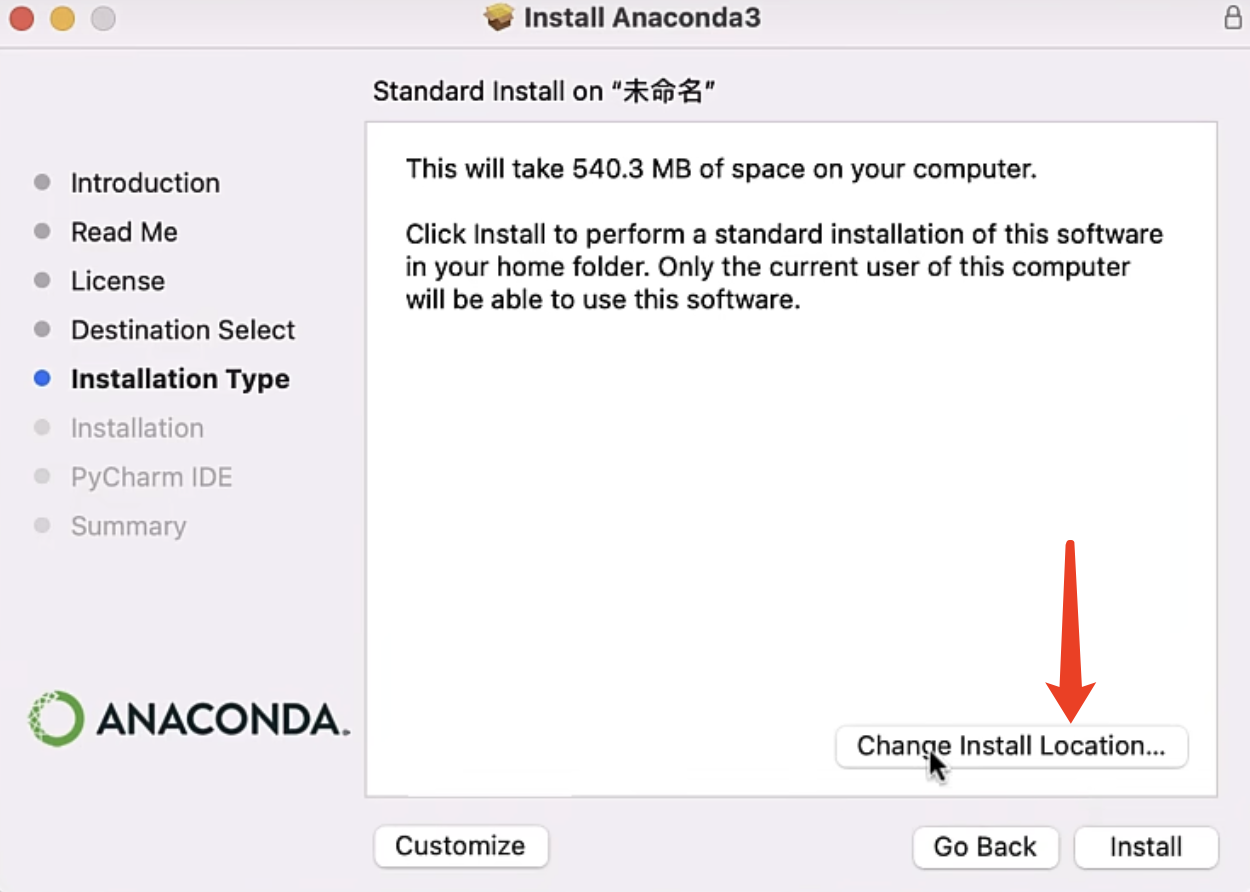 Install Anaconda3
Standard Install on “未命名”
Introduction
Read Me
License
Destination Select
Installation Type
Installation
PyCharm IDE
Summary
This will take 540.3 MB of space on your computer.
Click Install to perform a standard installation of this software
in your home folder. Only the current user of this computer
will be able to use this software.
ANACONDA.
Change Install Location...
Customize
Go Back
Install